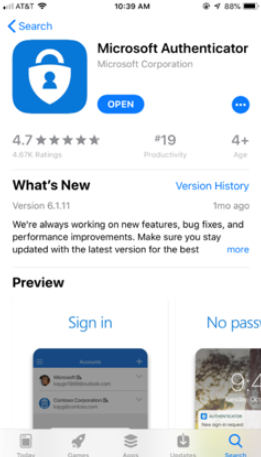 AT&T 10:39 AM 88%
Search
Microsoft Authenticator
Microsoft Corporation
OPEN
4.7 #19 4+
4.67K Ratings Productivity Age
What's New Version History
Version 6.1.11 1mo ago
We're always working on new features, bug fixes, and
performance improvements. Make sure you stay
updated with the latest version for the best more
Preview
Sign in No pass
Accounts
Microsoft
Contoso Corporation
9:4
AUTHENTICATOR
New sign-in request
Today Games Apps Updates Search